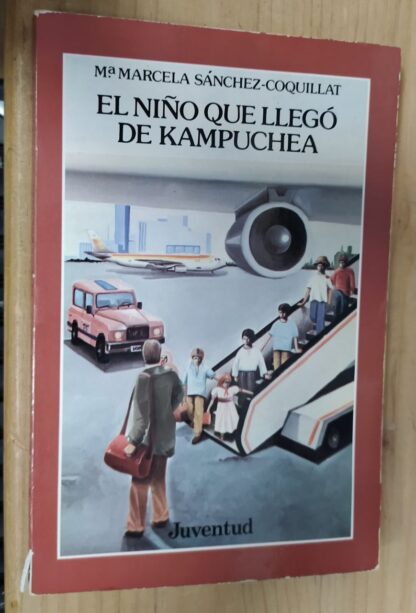 Mª MARCELA SÁNCHEZ-COQUILLAT
EL NIÑO QUE LLEGÓ
DE KAMPUCHEA
Juventud